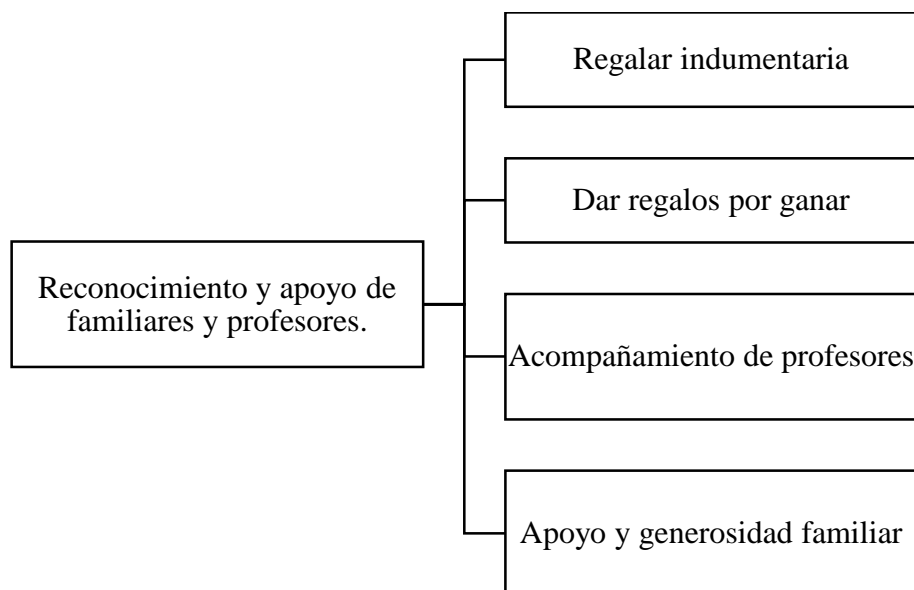 Regalar indumentaria
Dar regalos por ganar
Reconocimiento y apoyo de
familiares y profesores.
Acompañamiento de profesores
Apoyo y generosidad familiar